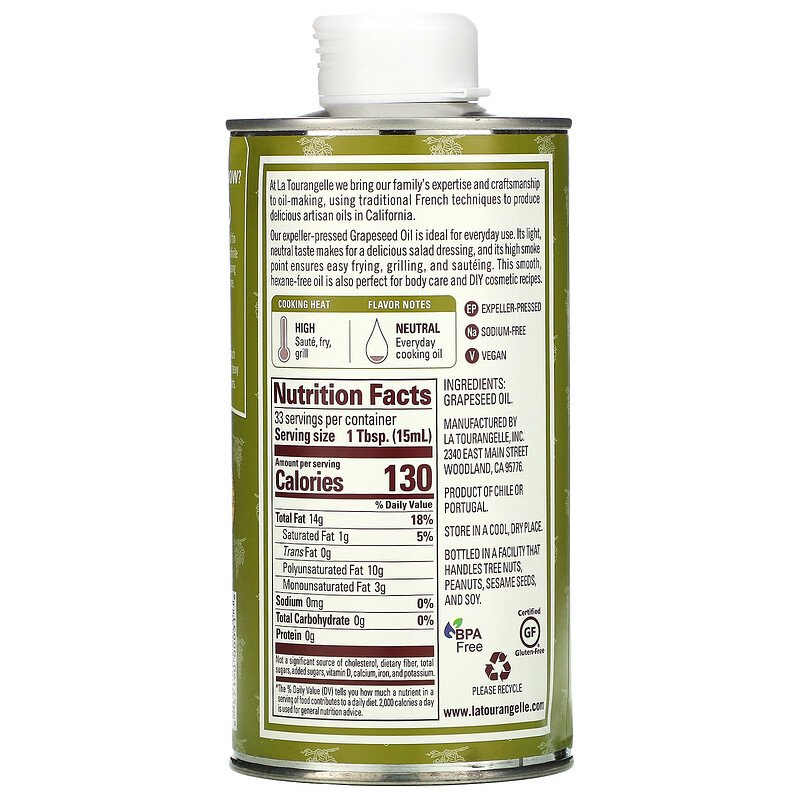 OW?
At La Tourangelle we bring our family's expertise and craftsmanship
to oil-making, using traditional French techniques to produce
delicious artisan oils in California.
Our expeller-pressed Grapeseed Oil is ideal for everyday use. Its light,
neutral taste makes for a delicious salad dressing, and its high smoke
point ensures easy frying, grilling, and sautéing. This smooth,
hexane-free oil is also perfect for body care and DIY cosmetic recipes.
COOKING HEAT
HIGH
Sauté, fry,
grill
FLAVOR NOTES
NEUTRAL
Everyday
cooking oil
EP EXPELLER-PRESSED
Na SODIUM-FREE
V VEGAN
Nutrition Facts
33 servings per container
Serving size 1 Tbsp. (15mL)
Amount per serving
Calories 130
% Daily Value
Total Fat 14g 18%
Saturated Fat 1g 5%
Trans Fat 0g
Polyunsaturated Fat 10g
Monounsaturated Fat 3g
Sodium 0mg 0%
Total Carbohydrate 0g 0%
Protein 0g
Not a significant source of cholesterol, dietary fiber, total
sugars, added sugars, vitamin D, calcium, iron, and potassium.
*The % Daily Value (DV) tells you how much a nutrient in a
serving of food contributes to a daily diet. 2,000 calories a day
is used for general nutrition advice.
INGREDIENTS:
GRAPESEED OIL.
MANUFACTURED BY
LA TOURANGELLE, INC.
2340 EAST MAIN STREET
WOODLAND, CA 95776.
PRODUCT OF CHILE OR
PORTUGAL.
STORE IN A COOL, DRY PLACE.
BOTTLED IN A FACILITY THAT
HANDLES TREE NUTS,
PEANUTS, SESAME SEEDS,
AND SOY.
BPA
Free
Certified
GF
Gluten-Free
PLEASE RECYCLE
www.latourangelle.com